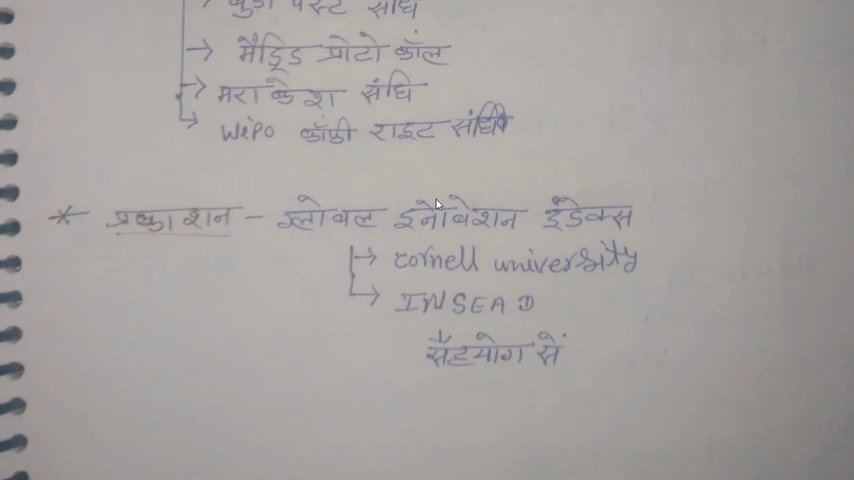 बुडा पेस्ट संधि
→ मैड्रिड प्रोटो कॉल
→ मराकेश संधि
→ WiPO कॉपी राइट संधि
* प्रकाशन – ग्लोबल इनोवेशन इंडेक्स
→ cornell university
→ INSEAD
सहयोग से